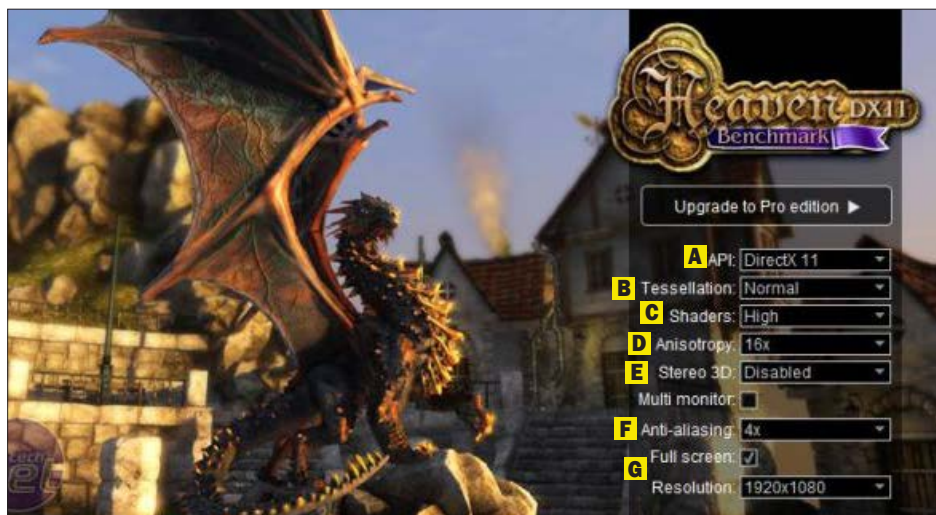 Heaven DX11
Benchmark
Upgrade to Pro edition
A API: DirectX 11
B Tessellation: Normal
C Shaders: High
D Anisotropy: 16x
E Stereo 3D: Disabled
Multi monitor:
F Anti-aliasing: 4x
G Full screen:
Resolution: 1920x1080